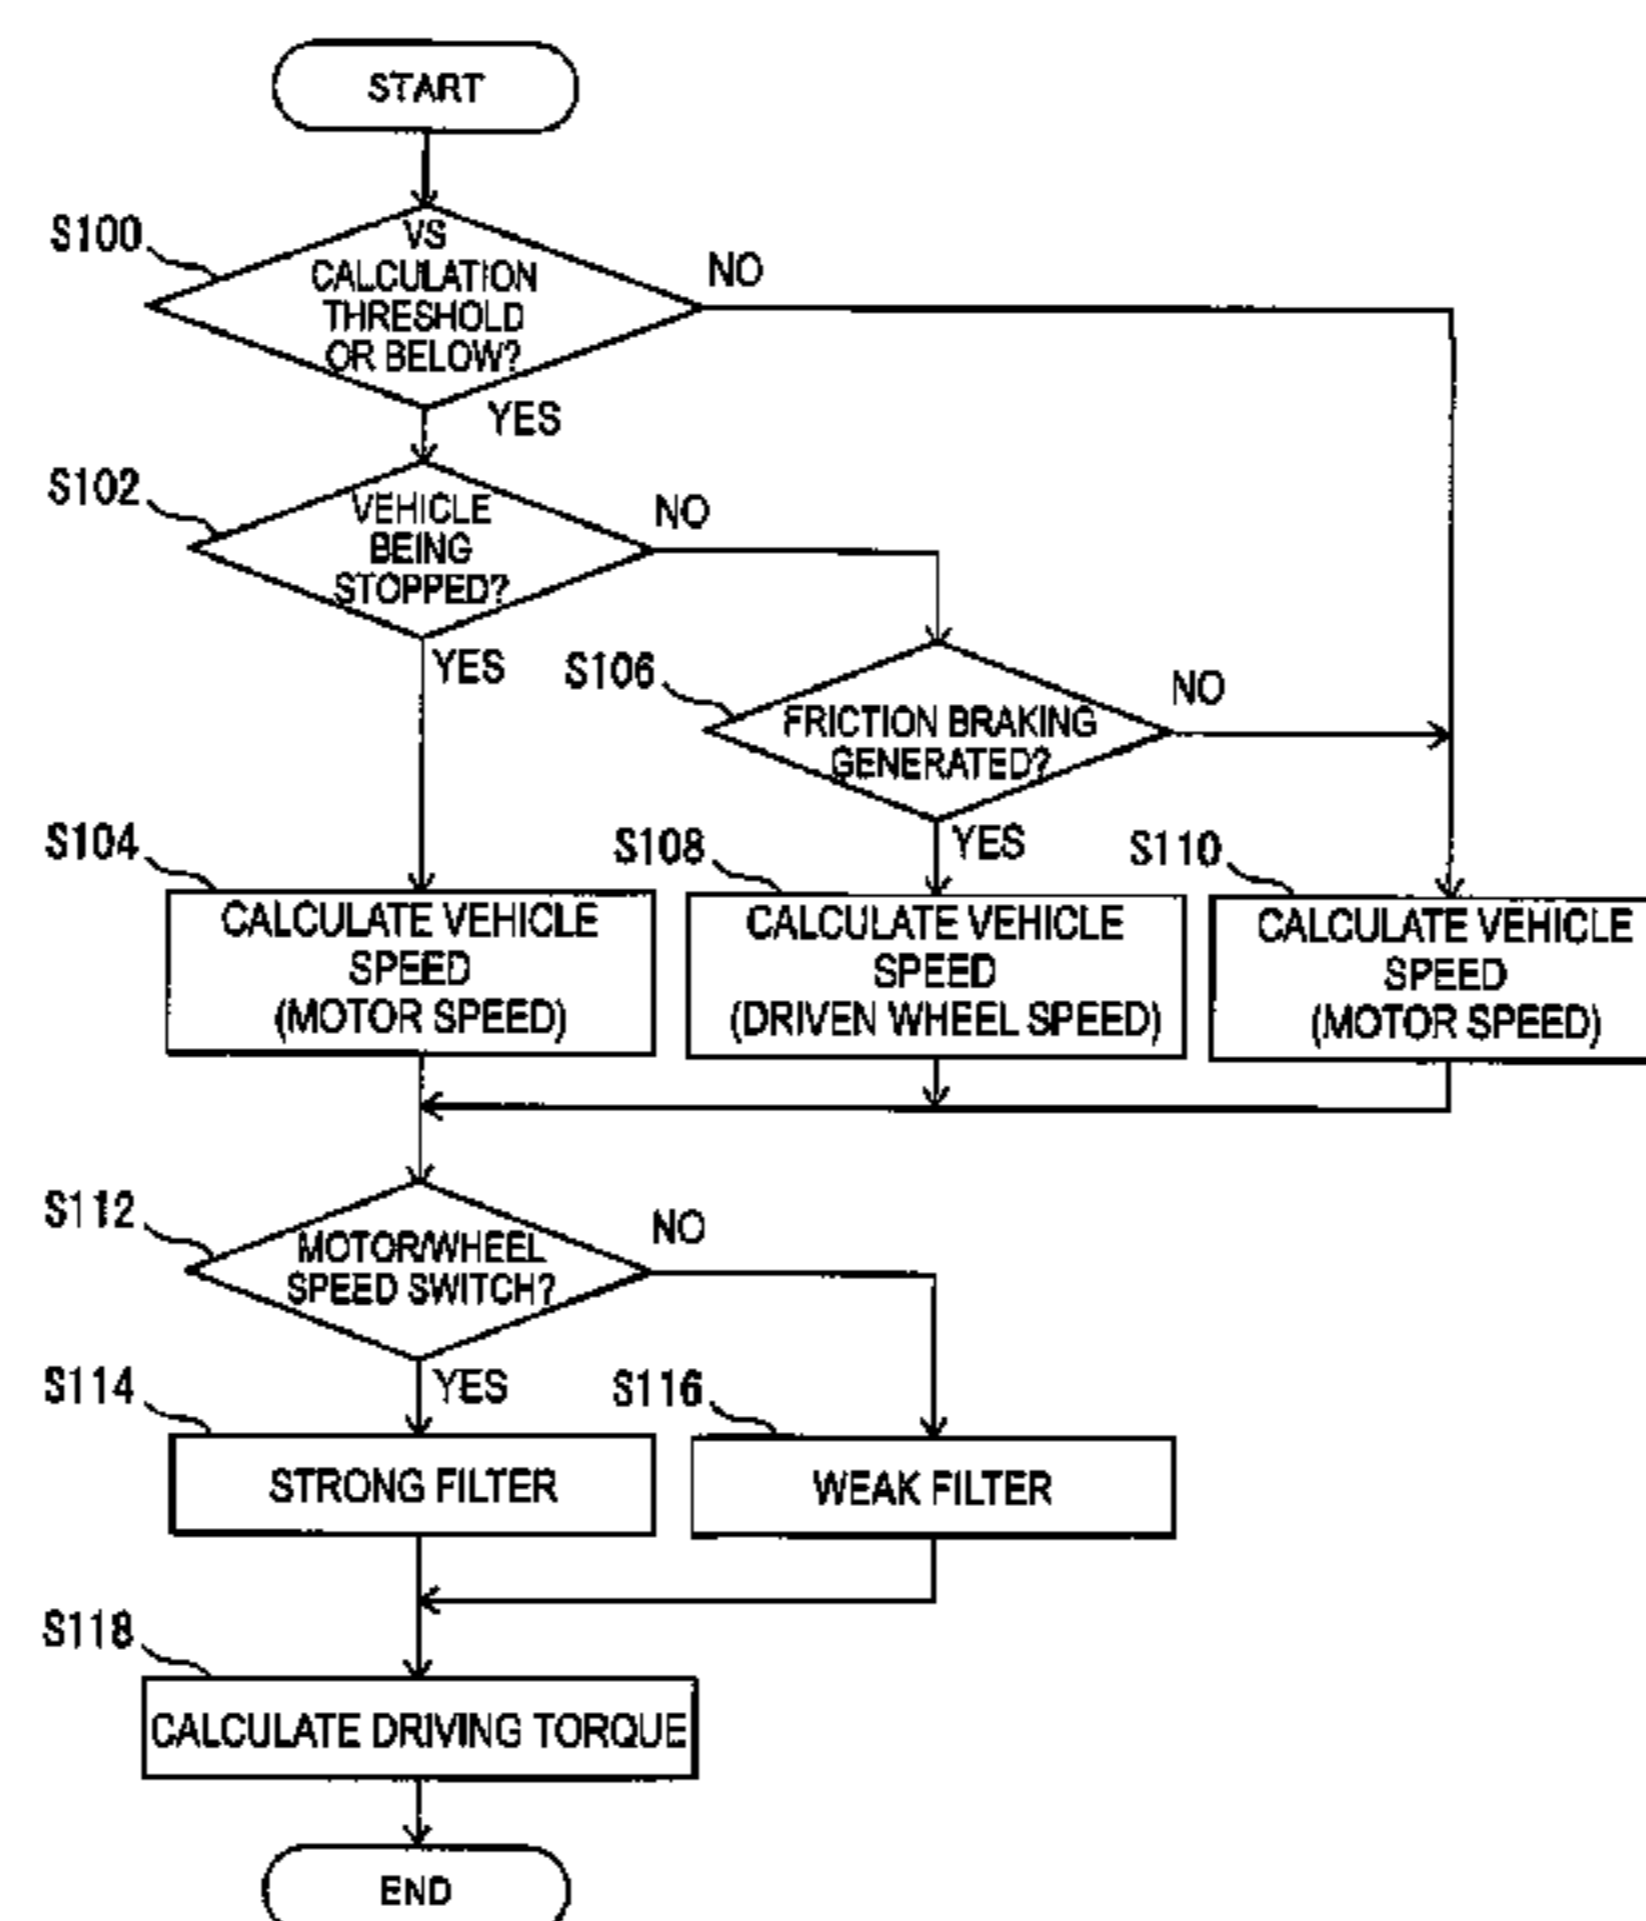 START
S100
VS
CALCULATION
THRESHOLD
OR BELOW?
NO
YES
S102
VEHICLE
BEING
STOPPED?
NO
YES
S106
FRICTION BRAKING
GENERATED?
NO
YES
S104
CALCULATE VEHICLE
SPEED
(MOTOR SPEED)
S108
CALCULATE VEHICLE
SPEED
(DRIVEN WHEEL SPEED)
S110
CALCULATE VEHICLE
SPEED
(MOTOR SPEED)
S112
MOTOR/WHEEL
SPEED SWITCH?
NO
YES
S114
STRONG FILTER
S116
WEAK FILTER
S118
CALCULATE DRIVING TORQUE
END